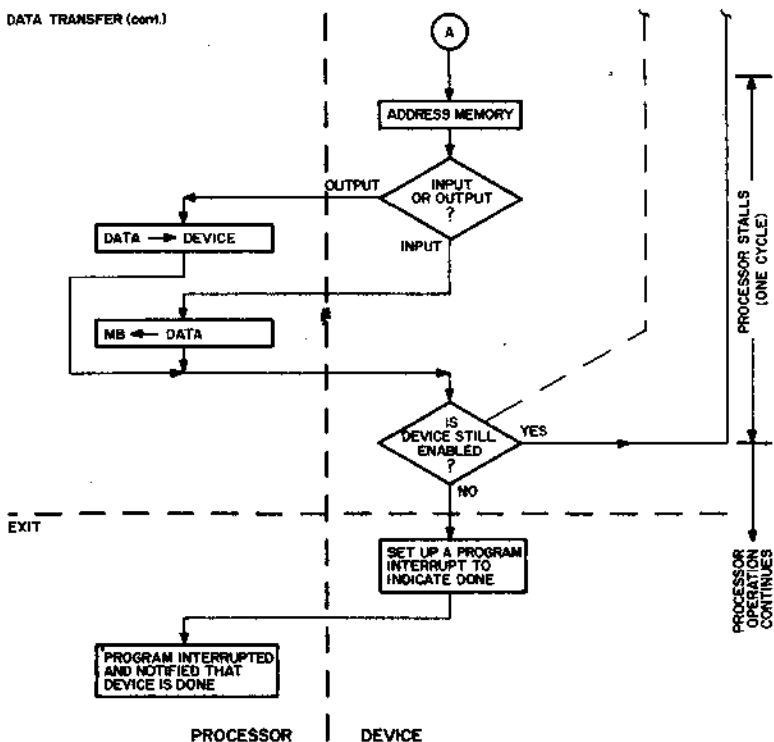 DATA TRANSFER (cont.)
A
ADDRESS MEMORY
INPUT
OR OUTPUT
?
OUTPUT
INPUT
DATA → DEVICE
MB ← DATA
IS
DEVICE STILL
ENABLED
?
YES
NO
PROCESSOR STALLS
(ONE CYCLE)
EXIT
SET UP A PROGRAM
INTERRUPT TO
INDICATE DONE
PROCESSOR
OPERATION
CONTINUES
PROGRAM INTERRUPTED
AND NOTIFIED THAT
DEVICE IS DONE
PROCESSOR
DEVICE